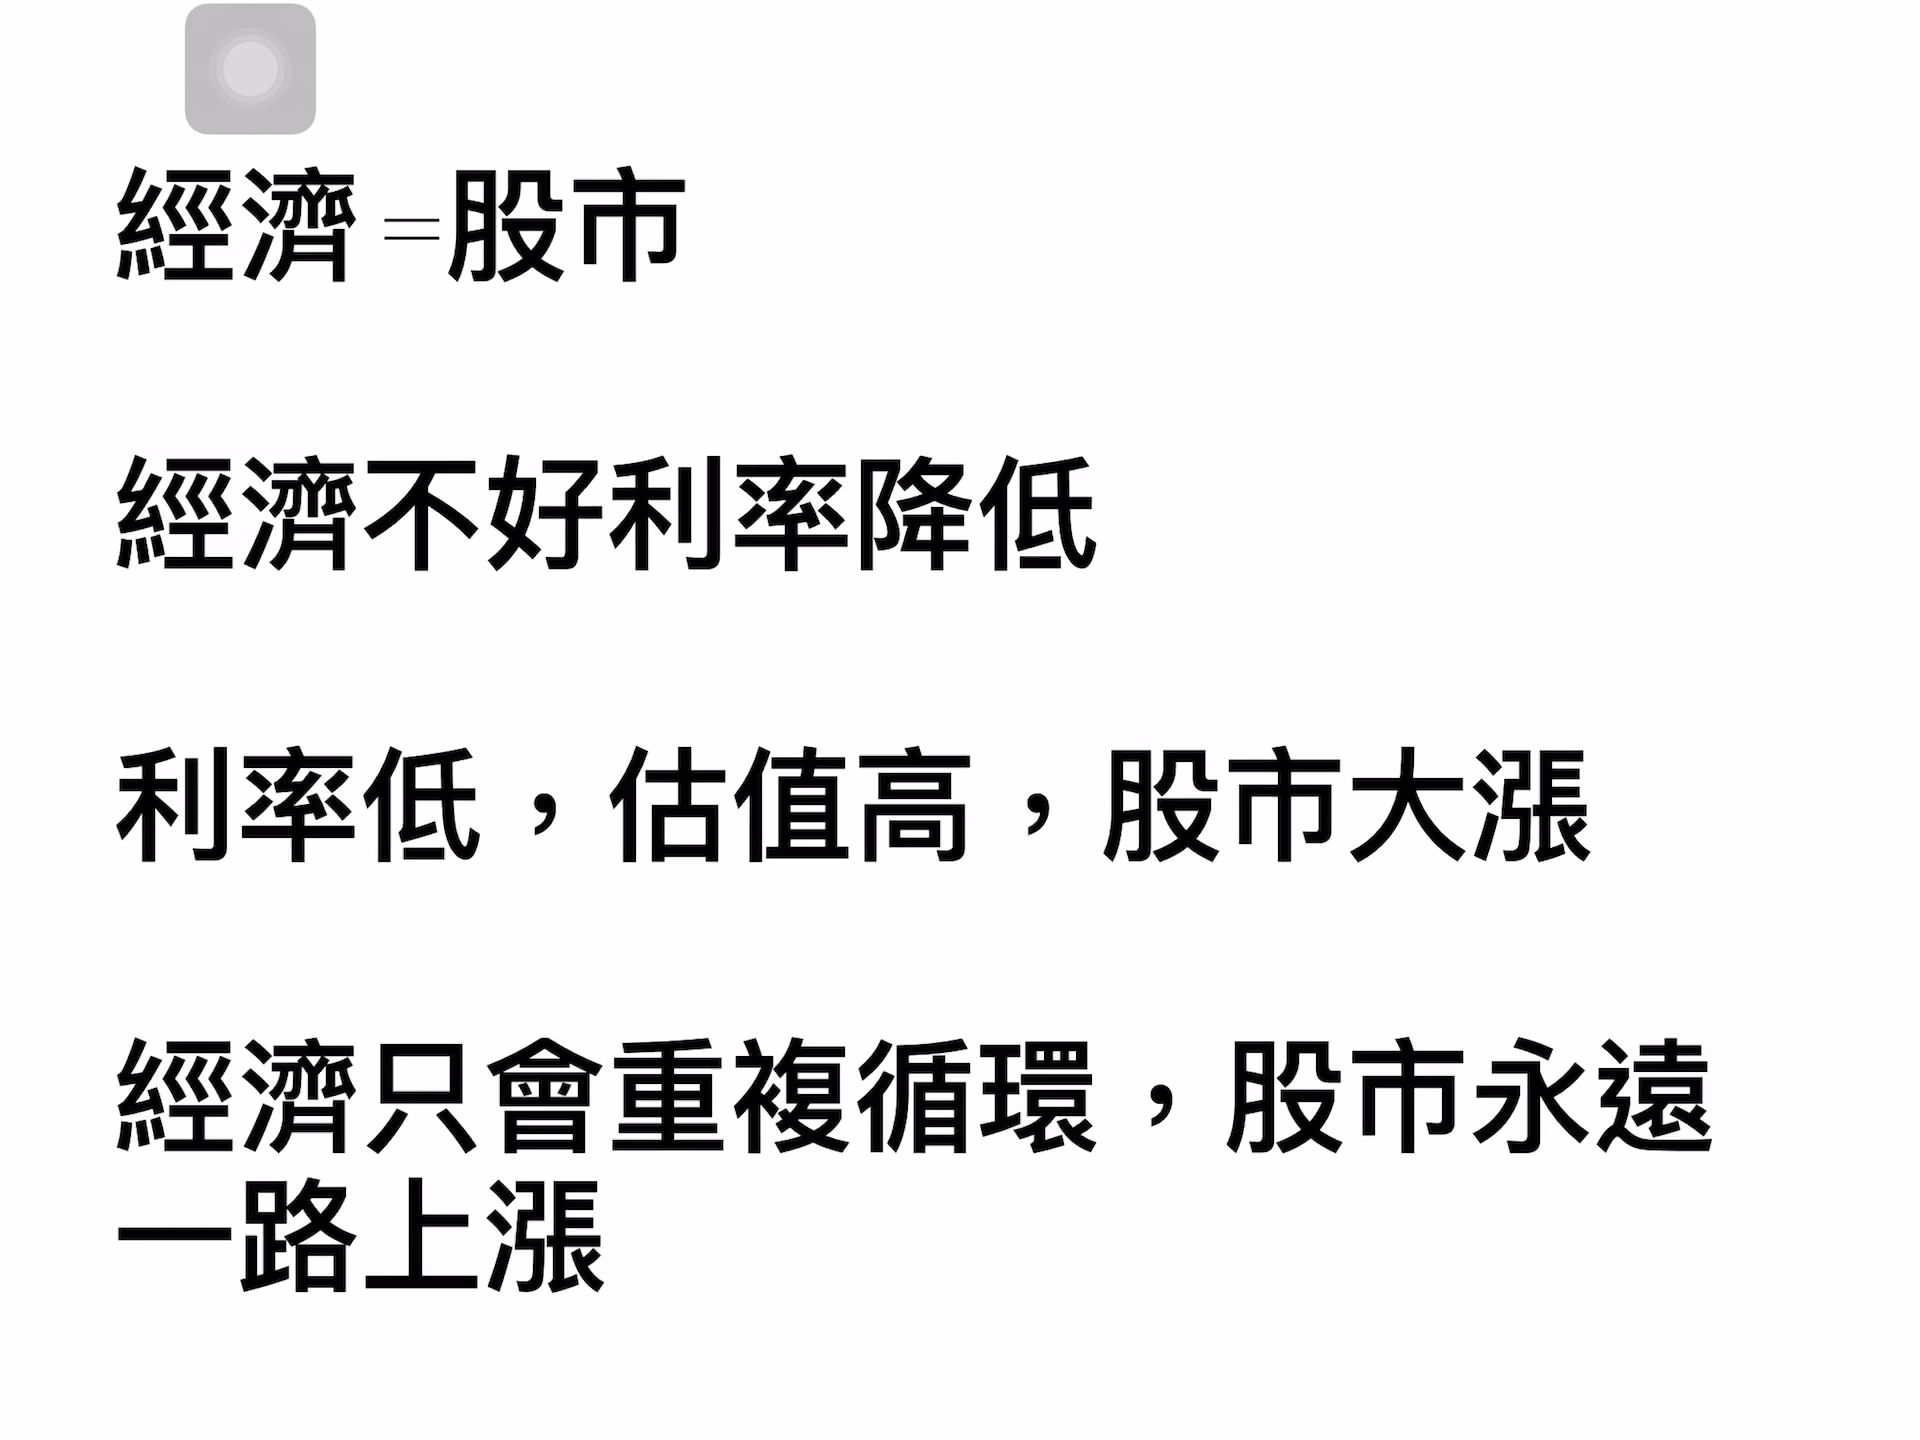 經濟 =股市
經濟不好利率降低
利率低，估值高，股市大漲
經濟只會重複循環，股市永遠
一路上漲